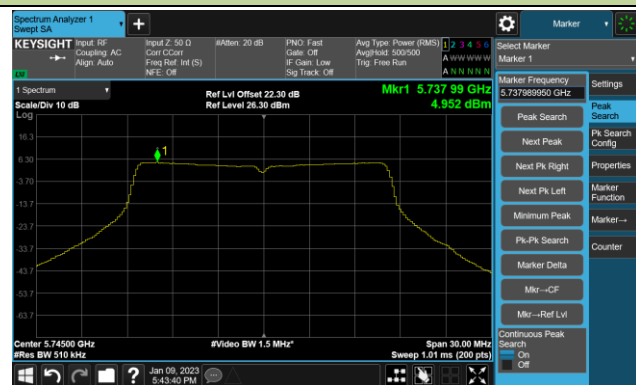 Spectrum Analyzer 1
Swept SA
Marker
KEYSIGHT
Input: RF
Coupling: AC
Align: Auto
Input Z: 50 Ω
Corr CCorr
Freq Ref: Int (S)
NFE: Off
#Atten: 20 dB
PNO: Fast
Gate: Off
IF Gain: Low
Sig Track: Off
Avg Type: Power (RMS)
Avg|Hold: 500/500
Trig: Free Run
1 2 3 4 5 6
A W W W W W
A N N N N N
Select Marker
Marker 1
LW
1 Spectrum
Scale/Div 10 dB
Log
Ref Lvl Offset 22.30 dB
Ref Level 26.30 dBm
Mkr1 5.737 99 GHz
4.952 dBm
1
16.3
6.30
-3.70
-13.7
-23.7
-33.7
-43.7
-53.7
-63.7
Center 5.74500 GHz
#Res BW 510 kHz
#Video BW 1.5 MHz*
Span 30.00 MHz
Sweep 1.01 ms (200 pts)
Marker Frequency
5.737989950 GHz
Peak Search
Next Peak
Next Pk Right
Next Pk Left
Minimum Peak
Pk-Pk Search
Marker Delta
Mkr→CF
Mkr→Ref Lvl
Continuous Peak
Search
On
Off
Settings
Peak
Search
Pk Search
Config
Properties
Marker
Function
Marker→
Counter
Jan 09, 2023
5:43:40 PM